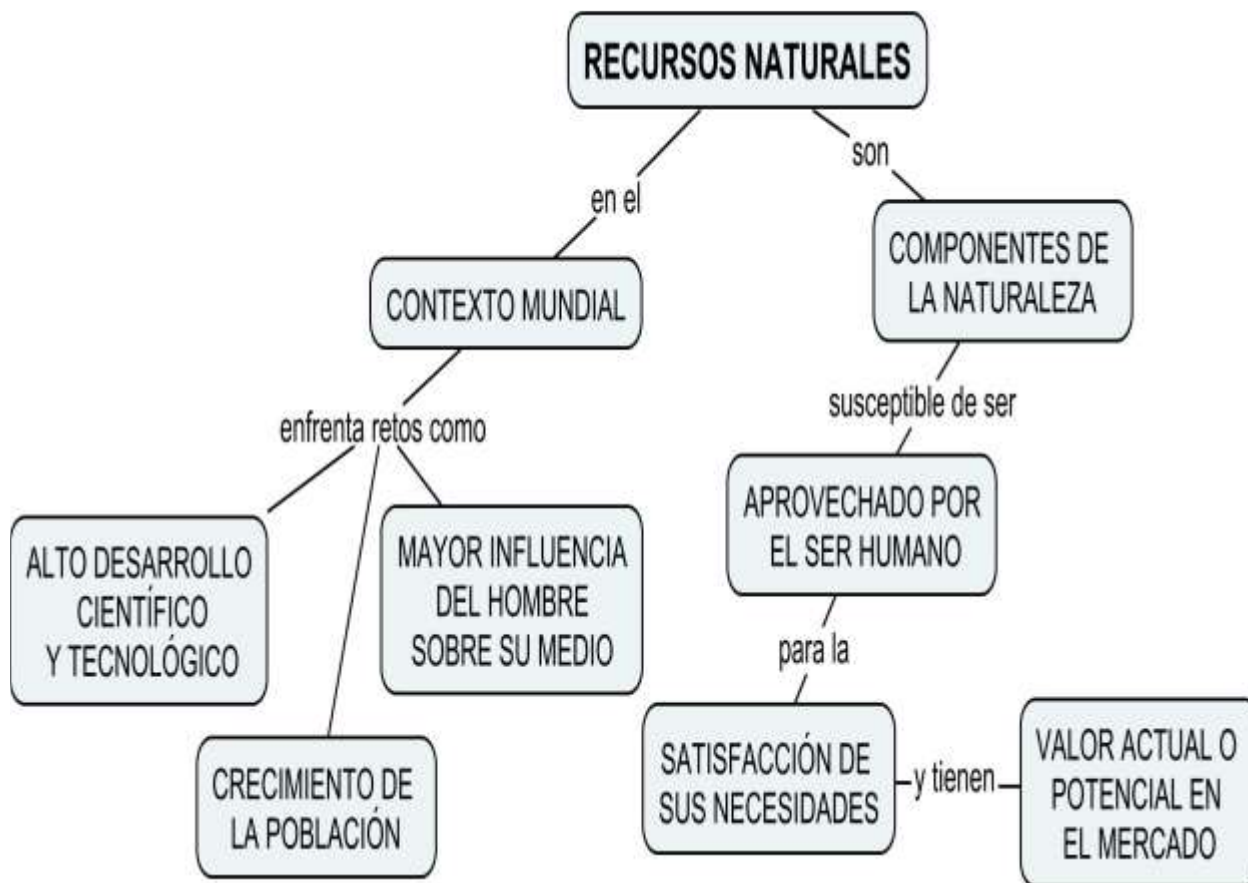 RECURSOS NATURALES
en el
son
CONTEXTO MUNDIAL
COMPONENTES DE
LA NATURALEZA
enfrenta retos como
susceptible de ser
ALTO DESARROLLO
CIENTÍFICO
Y TECNOLÓGICO
MAYOR INFLUENCIA
DEL HOMBRE
SOBRE SU MEDIO
CRECIMIENTO DE
LA POBLACIÓN
APROVECHADO POR
EL SER HUMANO
para la
SATISFACCIÓN DE
SUS NECESIDADES
y tienen
VALOR ACTUAL O
POTENCIAL EN
EL MERCADO